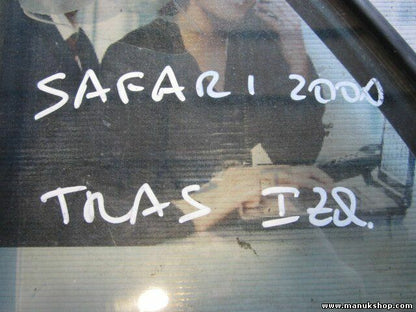 SAFARI 2000
TRAS IZQ.
www.manukshop.com